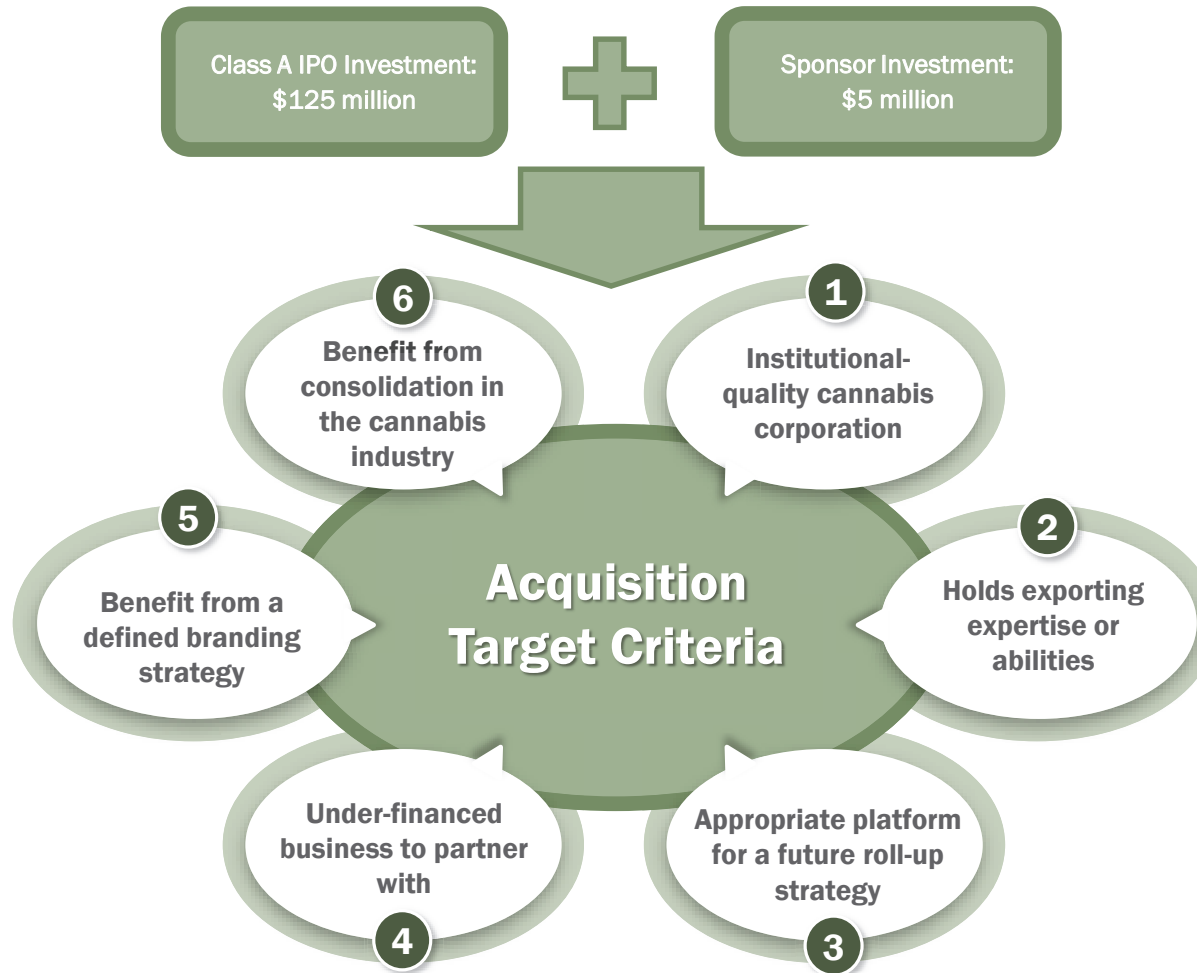 Class A IPO Investment:
$125 million
Sponsor Investment:
$5 million
6
Benefit from
consolidation in
the cannabis
industry
1
Institutional-
quality cannabis
corporation
5
Benefit from a
defined branding
strategy
Acquisition
Target Criteria
2
Holds exporting
expertise or
abilities
Under-financed
business to partner
with
4
Appropriate platform
for a future roll-up
strategy
3